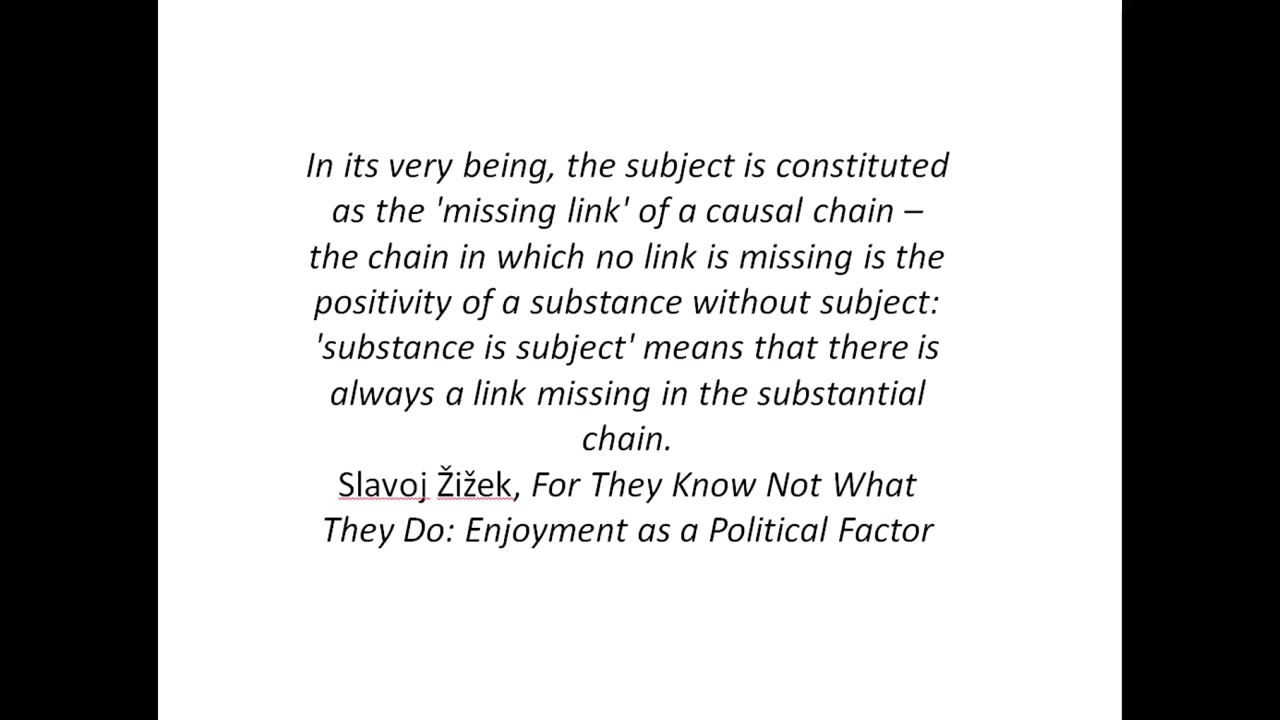 In its very being, the subject is constituted
as the 'missing link' of a causal chain –
the chain in which no link is missing is the
positivity of a substance without subject:
'substance is subject' means that there is
always a link missing in the substantial
chain.
Slavoj Žižek, For They Know Not What
They Do: Enjoyment as a Political Factor